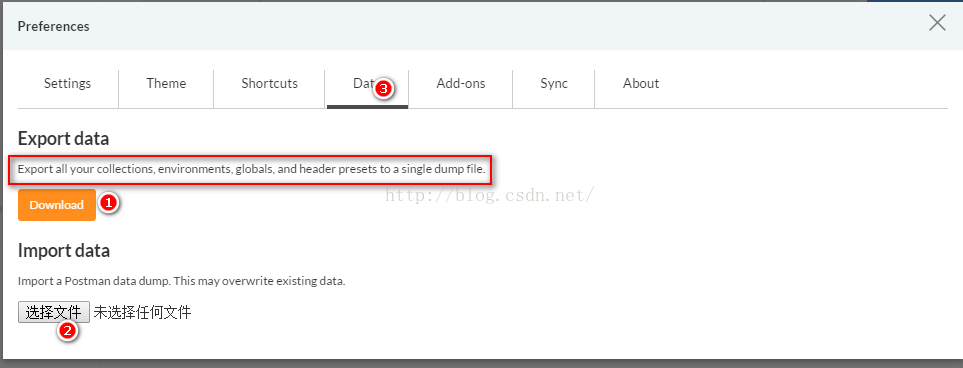 Preferences
Settings Theme Shortcuts Data 3 Add-ons Sync About
Export data
Export all your collections, environments, globals, and header presets to a single dump file.
http://blog.csdn.net/
Download 1
Import data
Import a Postman data dump. This may overwrite existing data.
选择文件 未选择任何文件
2